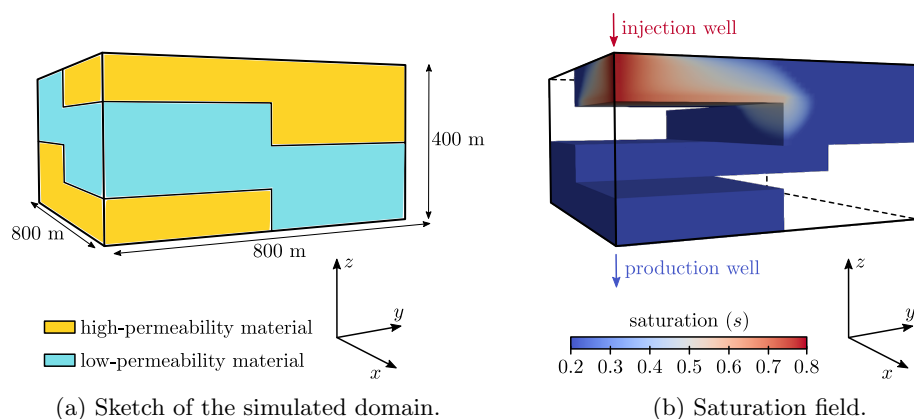 injection well
400 m
800 m
800 m
production well
z
y
x
high-permeability material
low-permeability material
z
y
x
saturation (s)
0.2 0.3 0.4 0.5 0.6 0.7 0.8
(a) Sketch of the simulated domain.
(b) Saturation field.